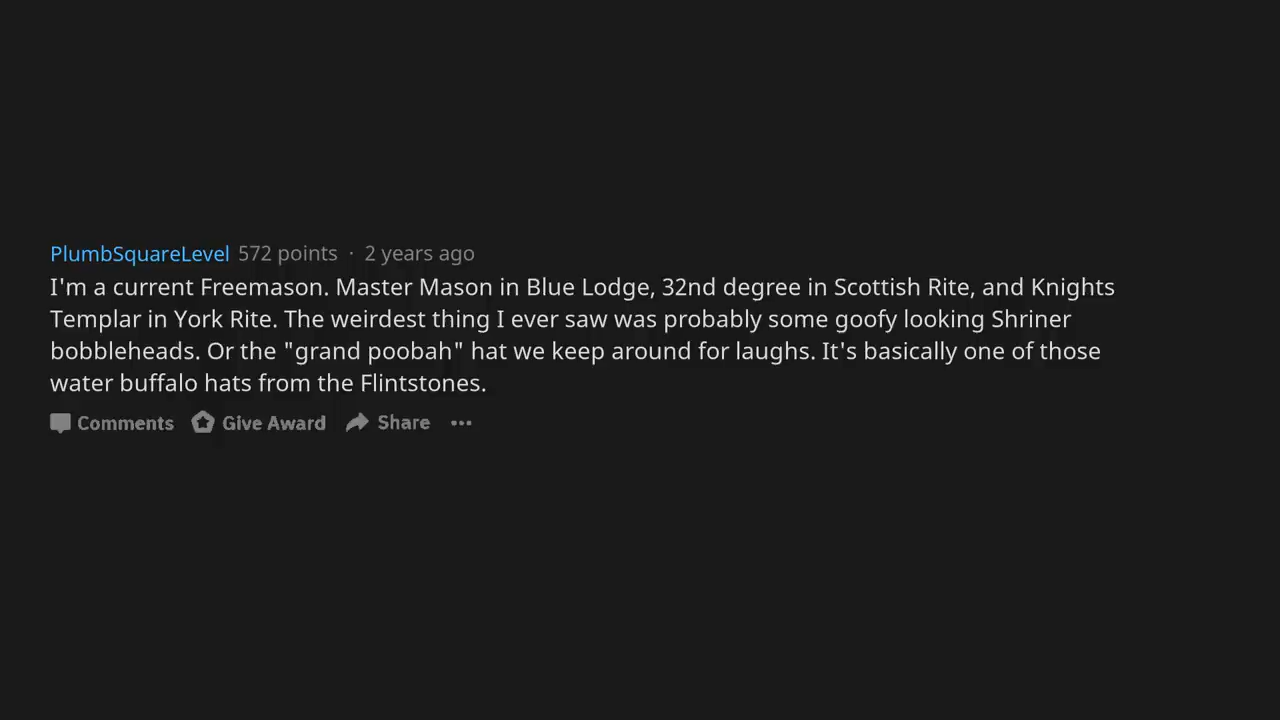 PlumbSquareLevel 572 points · 2 years ago
I'm a current Freemason. Master Mason in Blue Lodge, 32nd degree in Scottish Rite, and Knights
Templar in York Rite. The weirdest thing I ever saw was probably some goofy looking Shriner
bobbleheads. Or the "grand poobah" hat we keep around for laughs. It's basically one of those
water buffalo hats from the Flintstones.
Comments Give Award Share ···